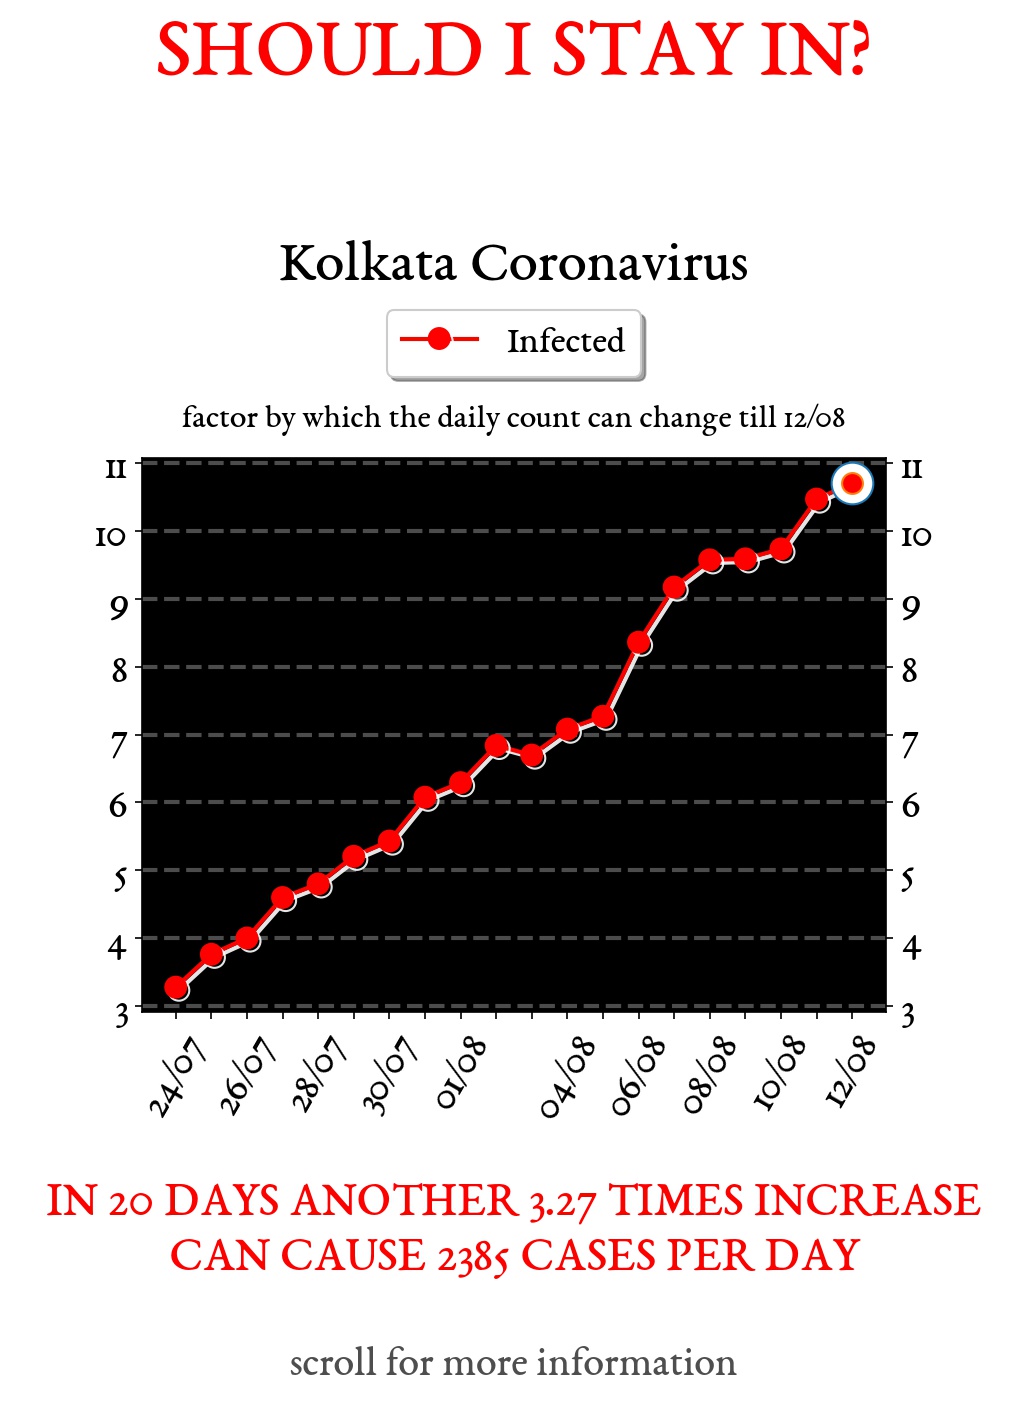 SHOULD I STAY IN?
Kolkata Coronavirus
Infected
factor by which the daily count can change till 12/08
11 11
10 10
9 9
8 8
7 7
6 6
5 5
4 4
3 3
24/07 26/07 28/07 30/07 01/08 04/08 06/08 08/08 10/08 12/08
IN 20 DAYS ANOTHER 3.27 TIMES INCREASE
CAN CAUSE 2385 CASES PER DAY
scroll for more information